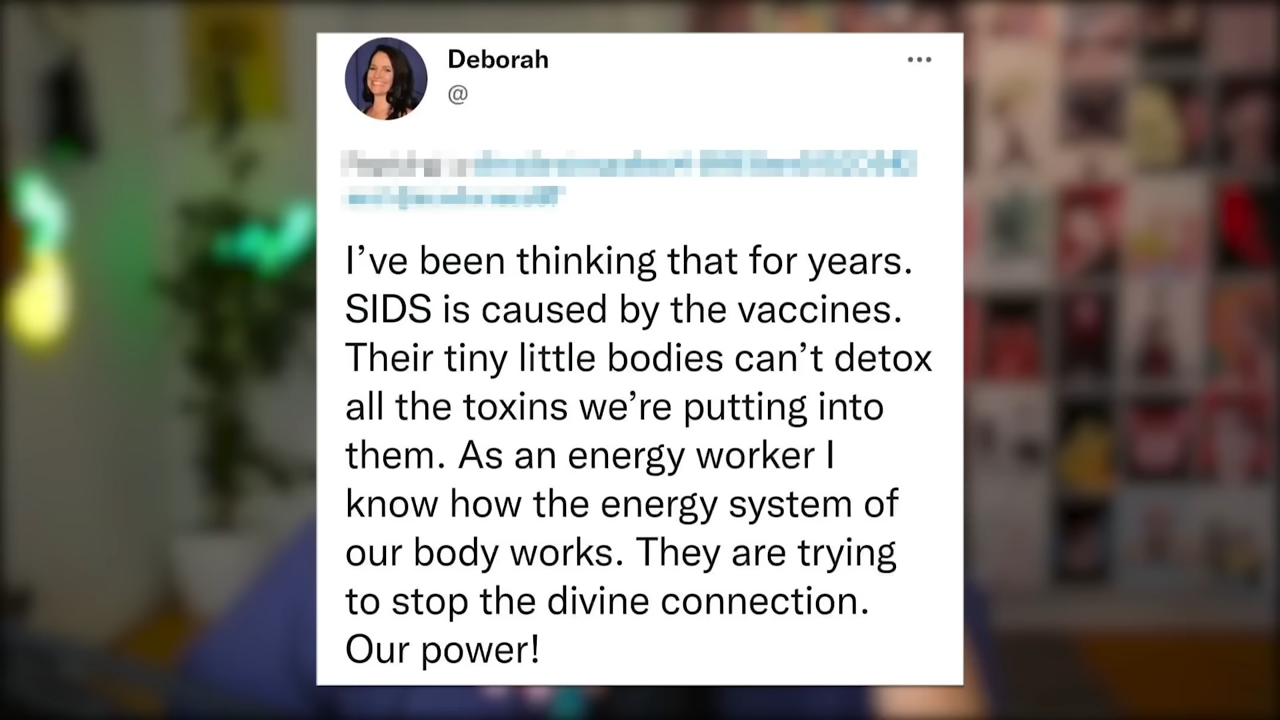 Deborah
@
I’ve been thinking that for years.
SIDS is caused by the vaccines.
Their tiny little bodies can’t detox
all the toxins we’re putting into
them. As an energy worker I
know how the energy system of
our body works. They are trying
to stop the divine connection.
Our power!